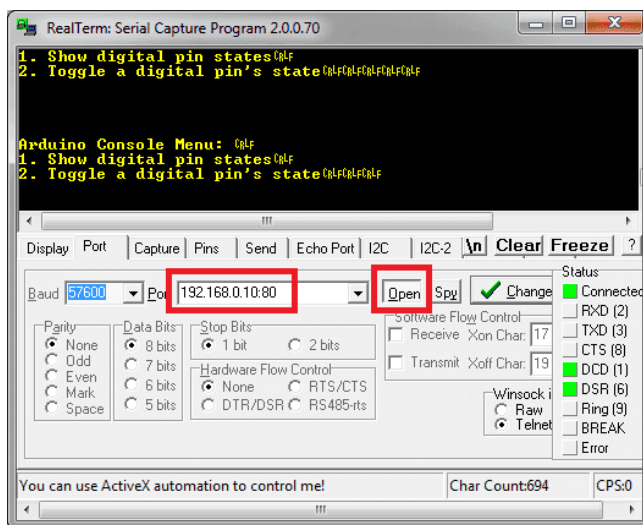 RealTerm: Serial Capture Program 2.0.0.70
1. Show digital pin statesCRLF
2. Toggle a digital pin's stateCRLFCRLFCRLFCRLFCRLF
Arduino Console Menu: CRLF
1. Show digital pin statesCRLF
2. Toggle a digital pin's stateCRLFCRLFCRLF
Display Port Capture Pins Send Echo Port I2C I2C-2 \n Clear Freeze ?
Baud 57600 Por 192.168.0.10:80 Open Spy Change
Parity
None
Odd
Even
Mark
Space
Data Bits
8 bits
7 bits
6 bits
5 bits
Stop Bits
1 bit 2 bits
Hardware Flow Control
None RTS/CTS
DTR/DSR RS485-rts
Software Flow Control
Receive Xon Char: 17
Transmit Xoff Char: 19
Winsock i
Raw
Telnet
Status
Connected
RXD (2)
TXD (3)
CTS (8)
DCD (1)
DSR (6)
Ring (9)
BREAK
Error
You can use ActiveX automation to control me! Char Count:694 CPS:0